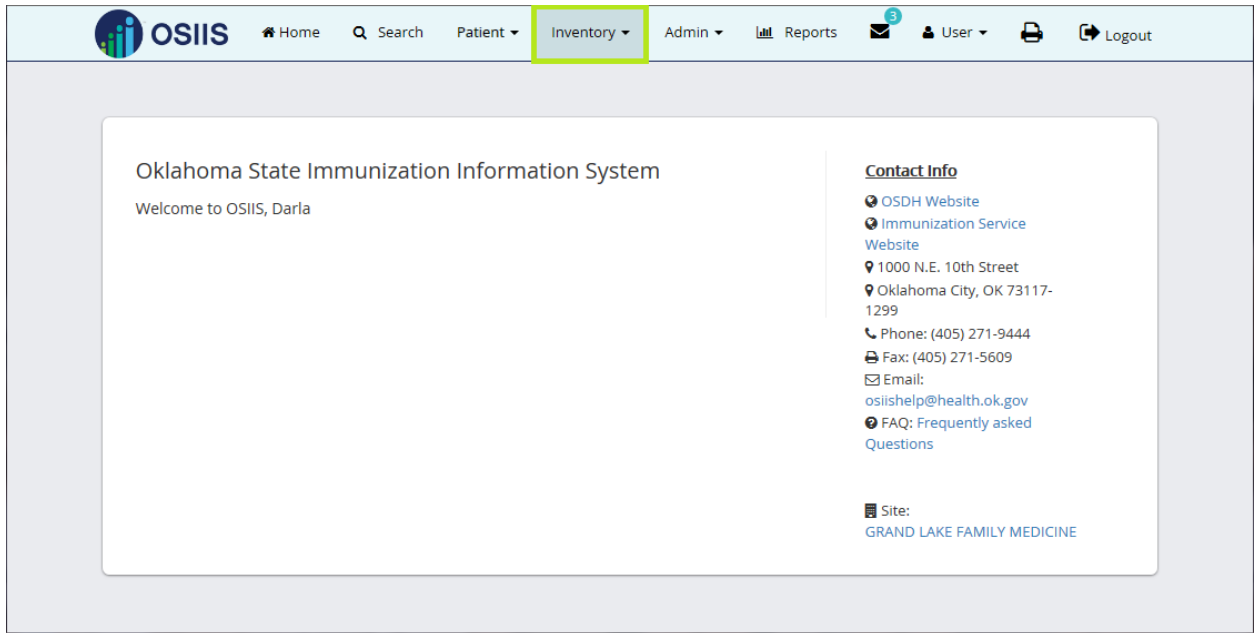 OSIIS Home Search Patient Inventory Admin Reports 3 User Logout
Oklahoma State Immunization Information System
Welcome to OSIIS, Darla
Contact Info
OSDH Website
Immunization Service
Website
1000 N.E. 10th Street
Oklahoma City, OK 73117-
1299
Phone: (405) 271-9444
Fax: (405) 271-5609
Email:
osiishelp@health.ok.gov
FAQ: Frequently asked
Questions
Site:
GRAND LAKE FAMILY MEDICINE